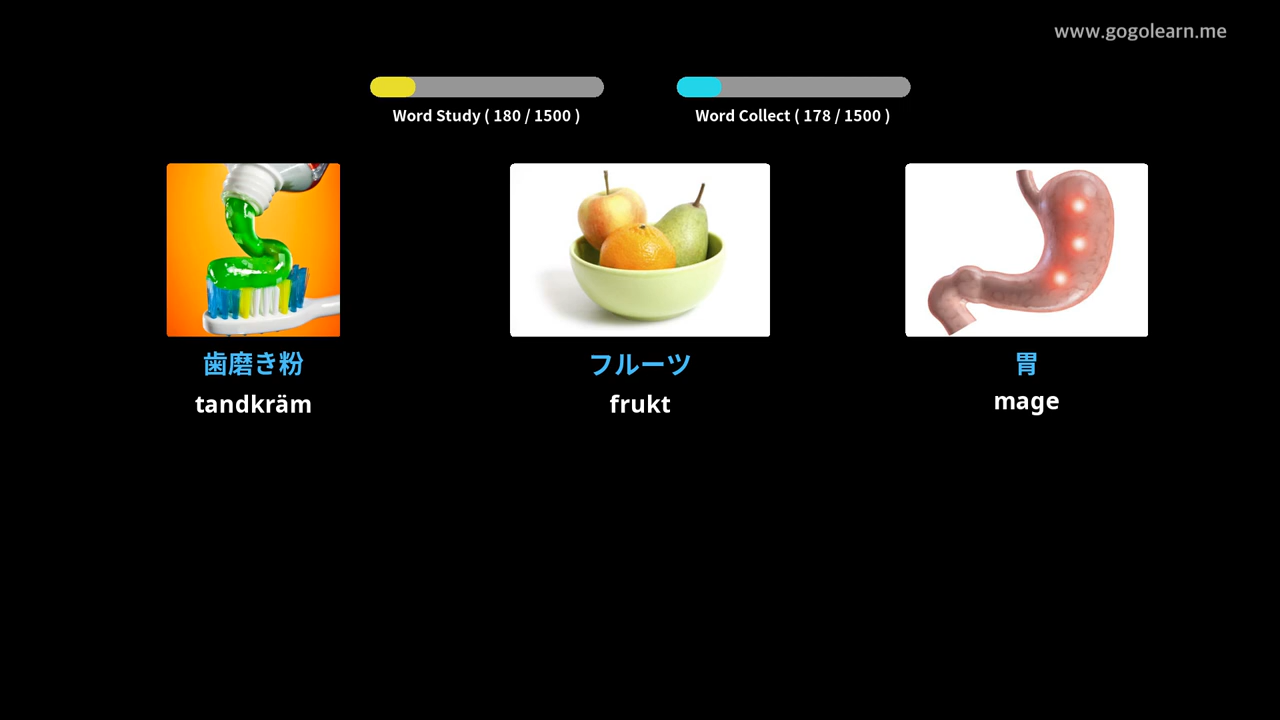 www.gogolearn.me
Word Study ( 180 / 1500 )
Word Collect ( 178 / 1500 )
歯磨き粉
フルーツ
胃
tandkräm
frukt
mage